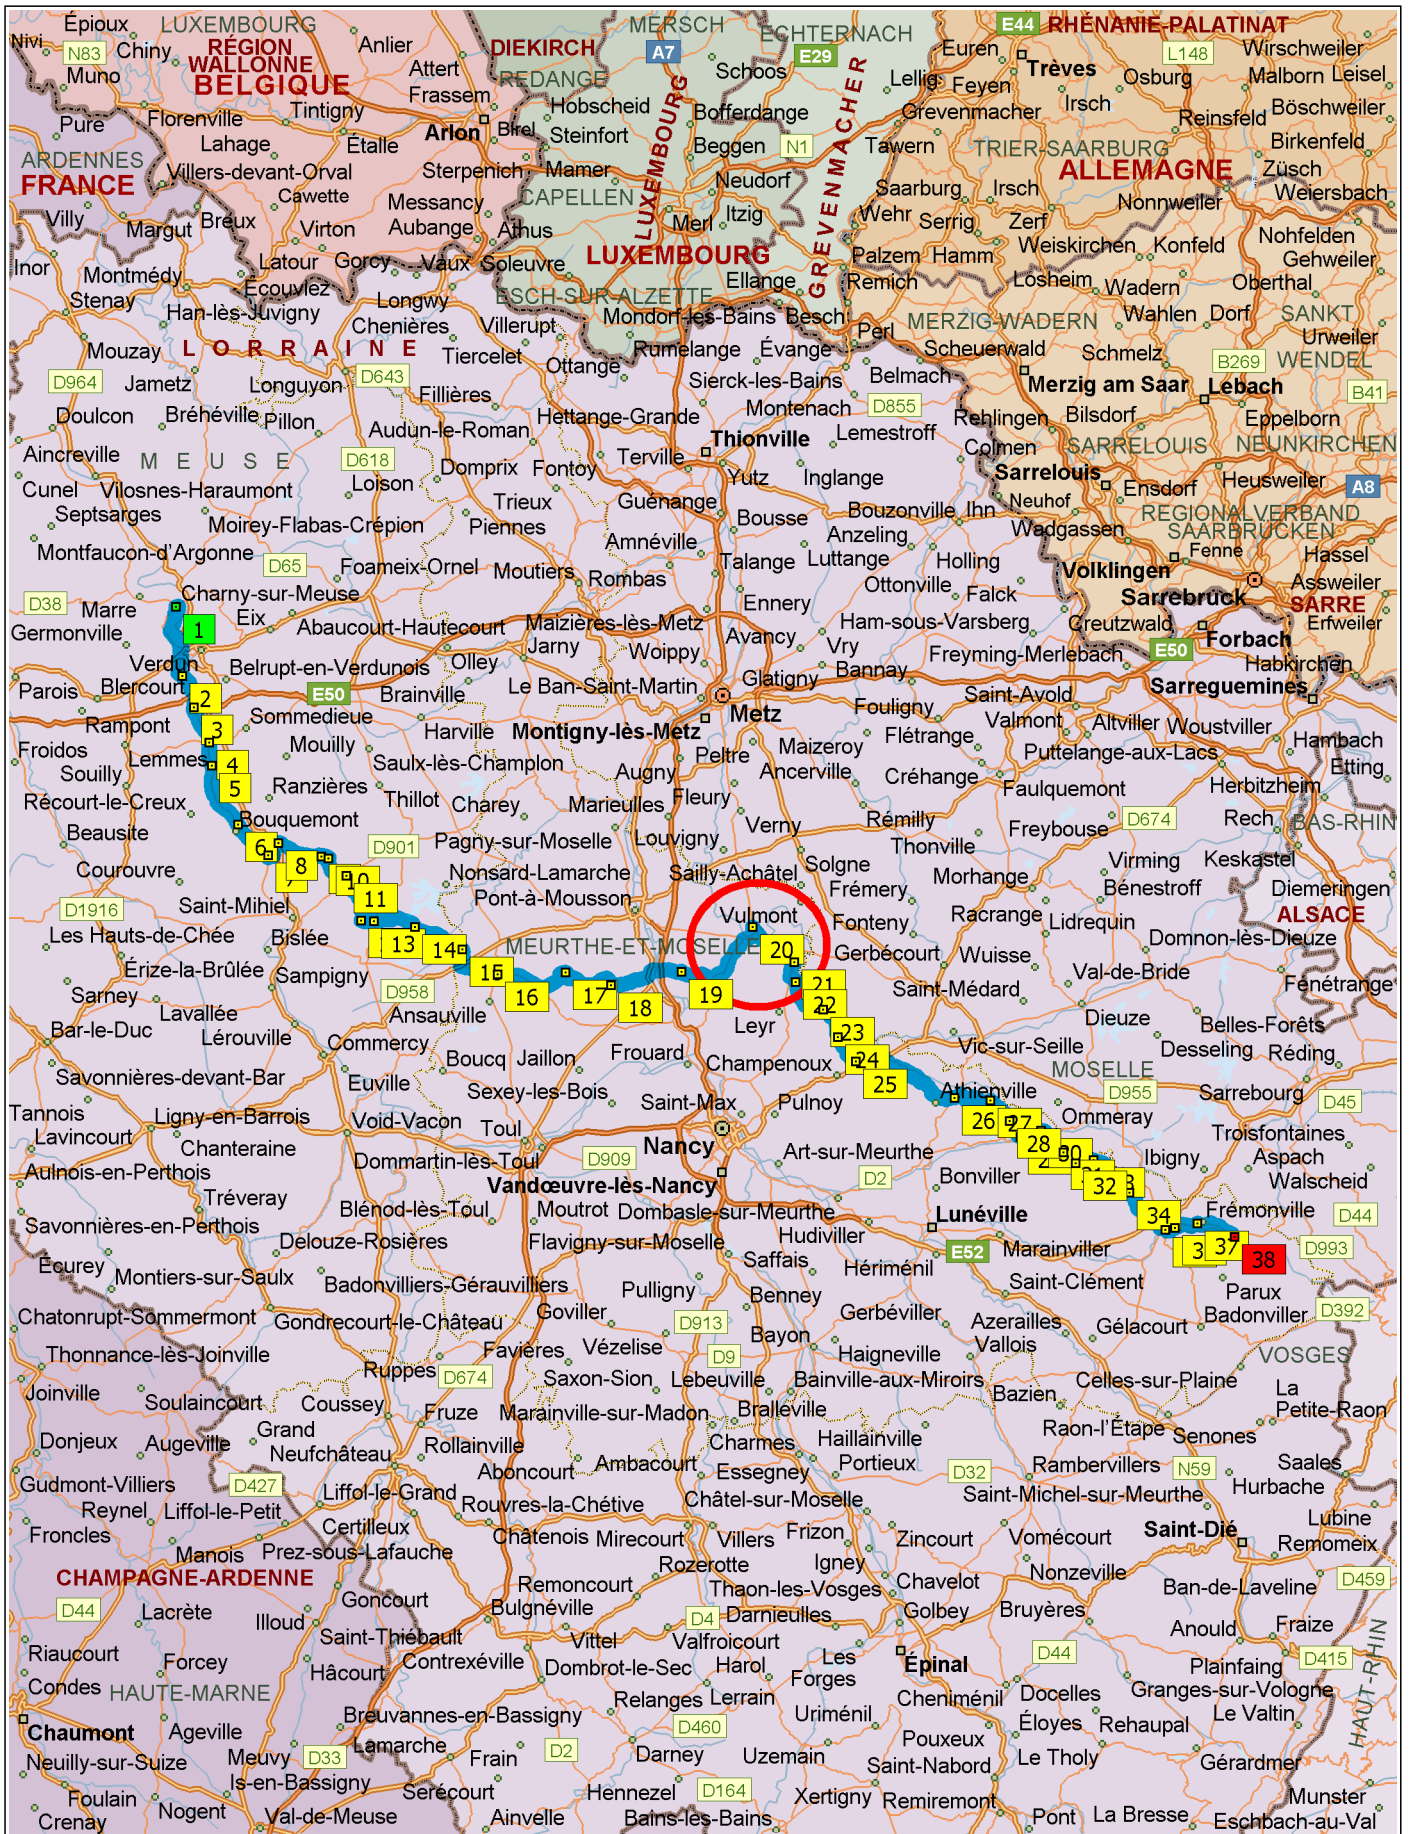 Épioux
LUXEMBOURG
MERSCH
E44
RHÉNANIE-PALATINAT
Nivi
N83
Chiny
RÉGION
WALLONNE
Anlier
DIEKIRCH
A7
ECHTERNACH
E29
Euren
L148
Wirschweiler
Muno
BELGIQUE
Attert
REDANGE
Schoos
Trèves
Osburg
Malborn
Leisel
Frassem
Lellig
Feyen
Tintigny
Hobscheid
Bofferdange
Grevenmacher
Irsch
Reinsfeld
Böschweiler
Pure
Florenville
Arlon
Birel
Steinfort
Beggen
N1
Tawern
Birkenfeld
Lahage
Étalle
TRIER-SAARBURG
ARDENNES
Villers-devant-Orval
Sterpenich
Mamer
Neudorf
ALLEMAGNE
Züsch
FRANCE
Cawette
Messancy
CAPELLEN
LUXEMBOURG
GREVENMACHER
Saarburg
Irsch
Nonnweiler
Weiersbach
Villy
Margut
Breux
Virton
Aubange
Athus
Merl
Itzig
Wehr
Serrig
Zerf
Weiskirchen
Konfeld
Nohfelden
Inor
Montmédy
Latour
Gorcy
Vaux
Soleuvre
LUXEMBOURG
Palzem
Hamm
Gehweiler
Stenay
Ecouviez
Longwy
ESCH-SUR-ALZETTE
Ellange
Remich
Losheim
Wadern
Oberthal
Han-lès-Juvigny
Chenières
Villerupt
Mondorf-les-Bains
Besch
Perl
MERZIG-WADERN
Wahlen
Dorf
SANKT
WENDEL
Urweiler
Mouzay
LORRAINE
Tiercelet
Ottange
Rumelange
Évange
Scheuerwald
Schmelz
B269
D964
Jametz
Longuyon
D643
Fillières
Sierck-les-Bains
Belmach
Merzig am Saar
Lebach
B41
Doulcon
Bréhéville
Pillon
Hettange-Grande
Montenach
D855
Rehlingen
Bilsdorf
Eppelborn
Audun-le-Roman
Thionville
Lemestroff
Colmen
SARRELOUIS
NEUNKIRCHEN
Aincreville
MEUSE
D618
Domprix
Fontoy
Terville
Yutz
Inglange
Sarrelouis
Ensdorf
Heusweiler
A8
Cunel
Vilosnes-Haraumont
Loison
Trieux
Guénange
Bouzonville
Ihn
Neuhof
REGIONALVERBAND
SAARBRÜCKEN
Septsarges
Moirey-Flabas-Crépion
Piennes
Bousse
Anzeling
Wadgassen
Montfaucon-d'Argonne
Amnéville
Talange
Luttange
Holling
Fenne
Hassel
D65
Foameix-Ornel
Moutiers
Rombas
Ottonville
Falck
Volklingen
Assweiler
D38
Marre
Charny-sur-Meuse
Ennery
Sarrebruck
SARRE
Germonville
1
Eix
Abaucourt-Hautecourt
Maizières-lès-Metz
Avancy
Ham-sous-Varsberg
Creutzwald
Forbach
Erfweiler
Verdun
Belrupt-en-Verdunois
Olley
Jarny
Woippy
Vry
Freyming-Merlebach
E50
Habkirchen
Parois
Blercourt
2
E50
Brainville
Le Ban-Saint-Martin
Glatigny
Bannay
Saint-Avold
Sarreguemines
Rampont
3
Sommedieue
Harville
Montigny-lès-Metz
Metz
Fouligny
Valmont
Altviller
Woustviller
Froidos
Souilly
Lemmes
4
Mouilly
Saulx-lès-Champlon
Peltre
Maizeroy
Flétrange
Puttelange-aux-Lacs
Hambach
Récourt-le-Creux
5
Ranzières
Thillot
Charey
Augny
Ancerville
Créhange
Faulquemont
Herbitzheim
Etting
Beausite
Bouquemont
Marieulles
Fleury
Verny
Rémilly
Freybouse
D674
Rech
BAS-RHIN
Courouvre
6
8
D901
Pagny-sur-Moselle
Louvigny
Solgne
Thonville
Virming
Keskastel
11
Nonsard-Lamarche
Sailly-Achâtel
Frémery
Morhange
Bénestroff
Diemeringen
D1916
Saint-Mihiel
Pont-à-Mousson
Vulmont
Fonteny
Racrange
Lidrequin
ALSACE
Les Hauts-de-Chée
Bislée
13
14
MEURTHE-ET-MOSELLE
20
Gerbécourt
Wuisse
Domnon-lès-Dieuze
Érize-la-Brûlée
Sampigny
D958
16
17
18
19
21
Saint-Médard
Val-de-Bride
Sarney
Lavallée
Ansauville
22
Dieuze
Belles-Forêts
Bar-le-Duc
Lérouville
Commercy
Boucq
Jaillon
Frouard
Leyr
23
Vic-sur-Seille
Desseling
Réding
Savonnières-devant-Bar
Euville
Sexey-les-Bois
Champenoux
24
25
MOSELLE
Tannois
Ligny-en-Barrois
Void-Vacon
Toul
Saint-Max
Pulnoy
Athienville
D955
Sarrebourg
D45
Lavincourt
Chanteraine
Dommartin-lès-Toul
D909
Nancy
Art-sur-Meurthe
26
27
Ommeray
Troisfontaines
Aulnois-en-Perthois
Vandœuvre-lès-Nancy
D2
28
Ibigny
Aspach
Tréveray
Moutrot
Dombasle-sur-Meurthe
Bonviller
32
Walscheid
Savonnières-en-Perthois
Blénod-lès-Toul
Hudiviller
Lunéville
34
Frémonville
D44
Écurey
Delouze-Rosières
Flavigny-sur-Moselle
Saffais
E52
Marainviller
37
38
D993
Montiers-sur-Saulx
Badonvilliers-Gérauvilliers
Pulligny
Hériménil
Saint-Clément
Parux
Chatonrupt-Sommermont
Gondrecourt-le-Château
Goviller
D913
Benney
Gerbéviller
Azerailles
Gélacourt
Badonviller
D392
Thonnance-lès-Joinville
Favières
Vézelise
D9
Bayon
Haigneville
Vallois
VOSGES
Joinville
Ruppes
D674
Saxon-Sion
Lebeuville
Bainville-aux-Miroirs
Bazien
Celles-sur-Plaine
La
Petite-Raon
Soulaincourt
Coussey
Fruze
Marainville-sur-Madon
Bralleville
Raon-l'Étape
Senones
Donjeux
Augeville
Grand
Neufchâteau
Rollainville
Charmes
Haillainville
Aboncourt
Ambacourt
Essegney
Portieux
D32
Rambervillers
N59
Saales
Gudmont-Villiers
D427
Liffol-le-Grand
Rouvres-la-Chétive
Châtel-sur-Moselle
Saint-Michel-sur-Meurthe
Hurbache
Reynel
Liffol-le-Petit
Froncles
Certilleux
Châtenois
Mirecourt
Villers
Frizon
Zincourt
Vomécourt
Saint-Dié
Lubine
Manois
Prez-sous-Lafauche
Rozerotte
Igney
Nonzeville
Remomeix
CHAMPAGNE-ARDENNE
Goncourt
Remoncourt
Thaon-les-Vosges
Chavelot
Ban-de-Laveline
D459
D44
Lacrète
Illoud
Bulgnéville
D4
Darnieulles
Golbey
Bruyères
Anould
Fraize
Riaucourt
Saint-Thiébault
Vittel
Valfroicourt
Les
Forges
Épinal
D44
D415
Forcey
Hâcourt
Contrexéville
Dombrot-le-Sec
Harol
Plainfaing
HAUT-RHIN
Condes
HAUTE-MARNE
Relanges
Lerrain
Cheniménil
Docelles
Granges-sur-Vologne
Chaumont
Ageville
Breuvannes-en-Bassigny
D460
Uriménil
Éloyes
Rehaupal
Le Valtin
Neuilly-sur-Suize
Meuvy
D33
Lamarche
Frain
D2
Darney
Uzemain
Pouxeux
Le Tholy
Gérardmer
Is-en-Bassigny
Saint-Nabord
Foulain
Nogent
Serécourt
Hennezel
D164
Xertigny
Remiremont
Munster
Crenay
Val-de-Meuse
Ainvelle
Bains-les-Bains
Pont
La Bresse
Eschbach-au-Val